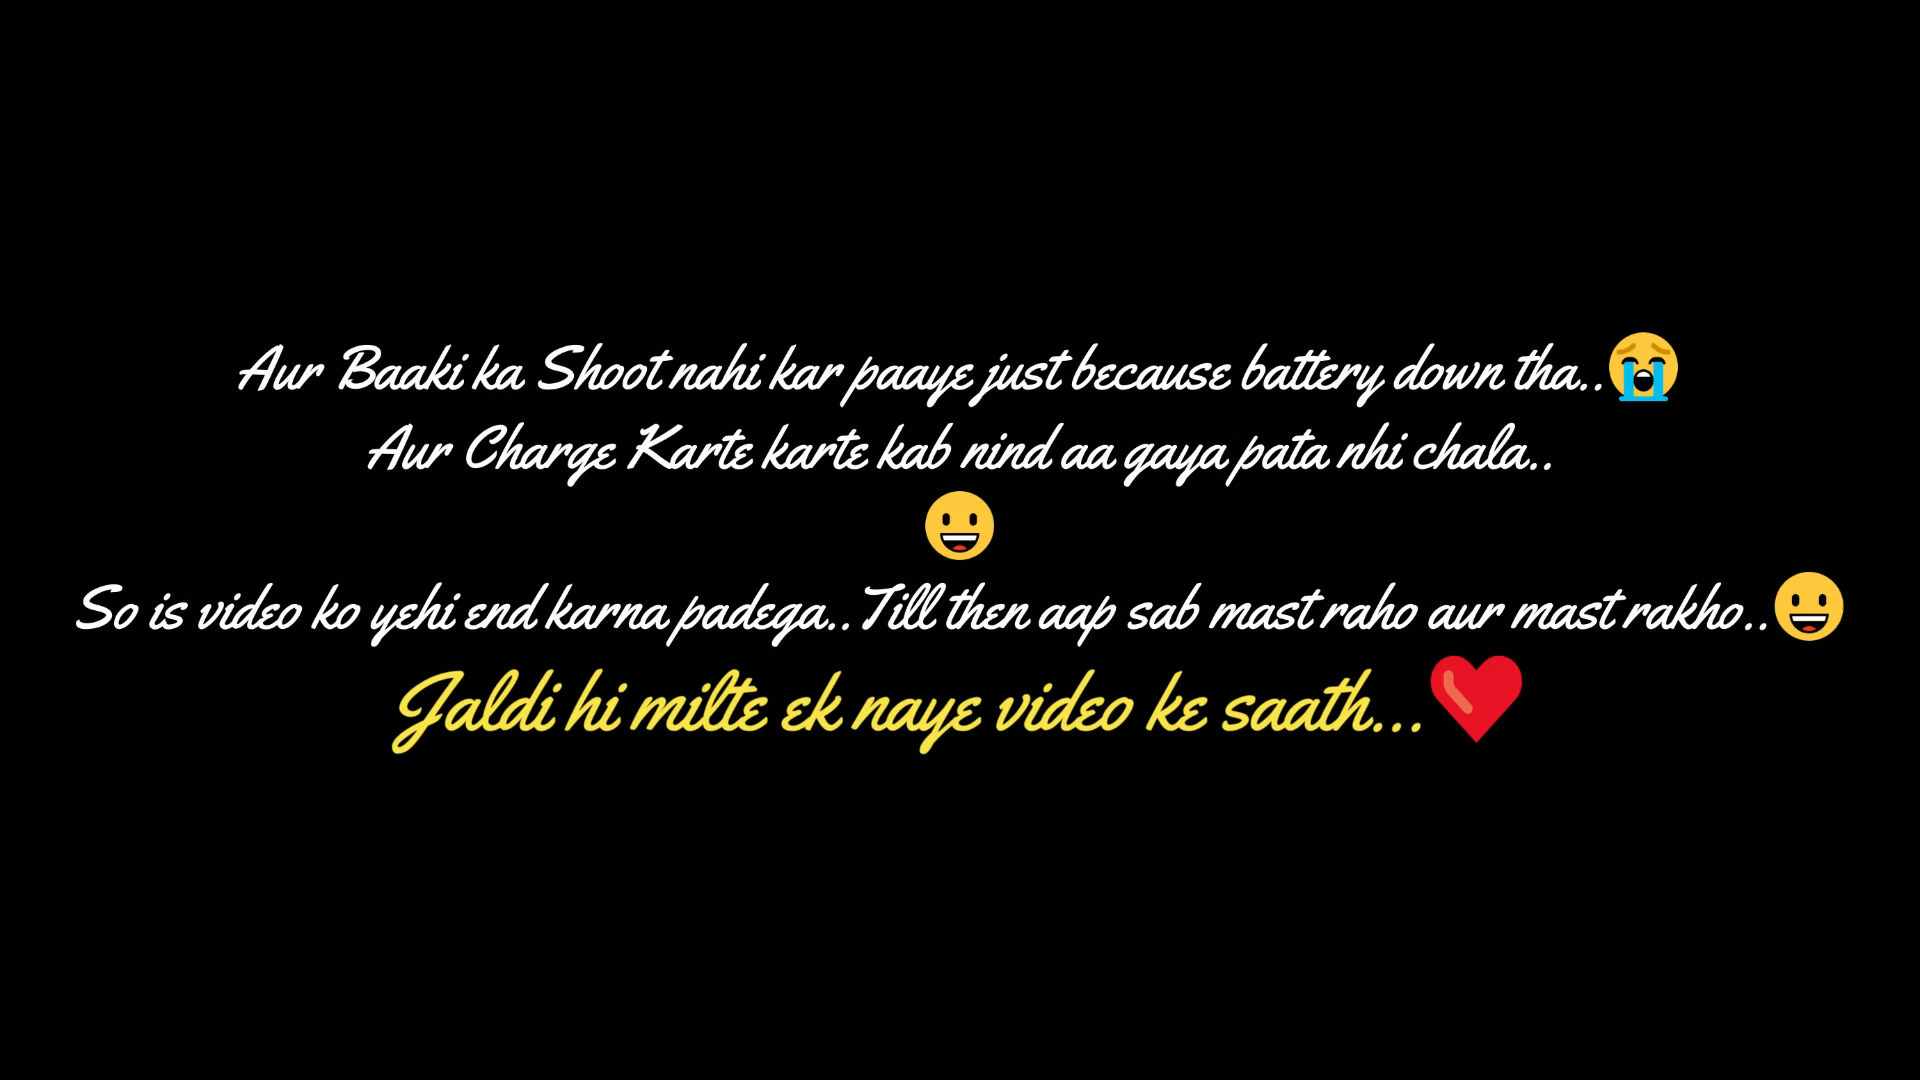 Aur Baaki ka Shoot nahi kar paaye just because battery down tha..😭
Aur Charge Karte karte kab nind aa gaya pata nhi chala..
😃
So is video ko yehi end karna padega.. Till then aap sab mast raho aur mast rakho..😃
Jaldi hi milte ek naye video ke saath...❤️